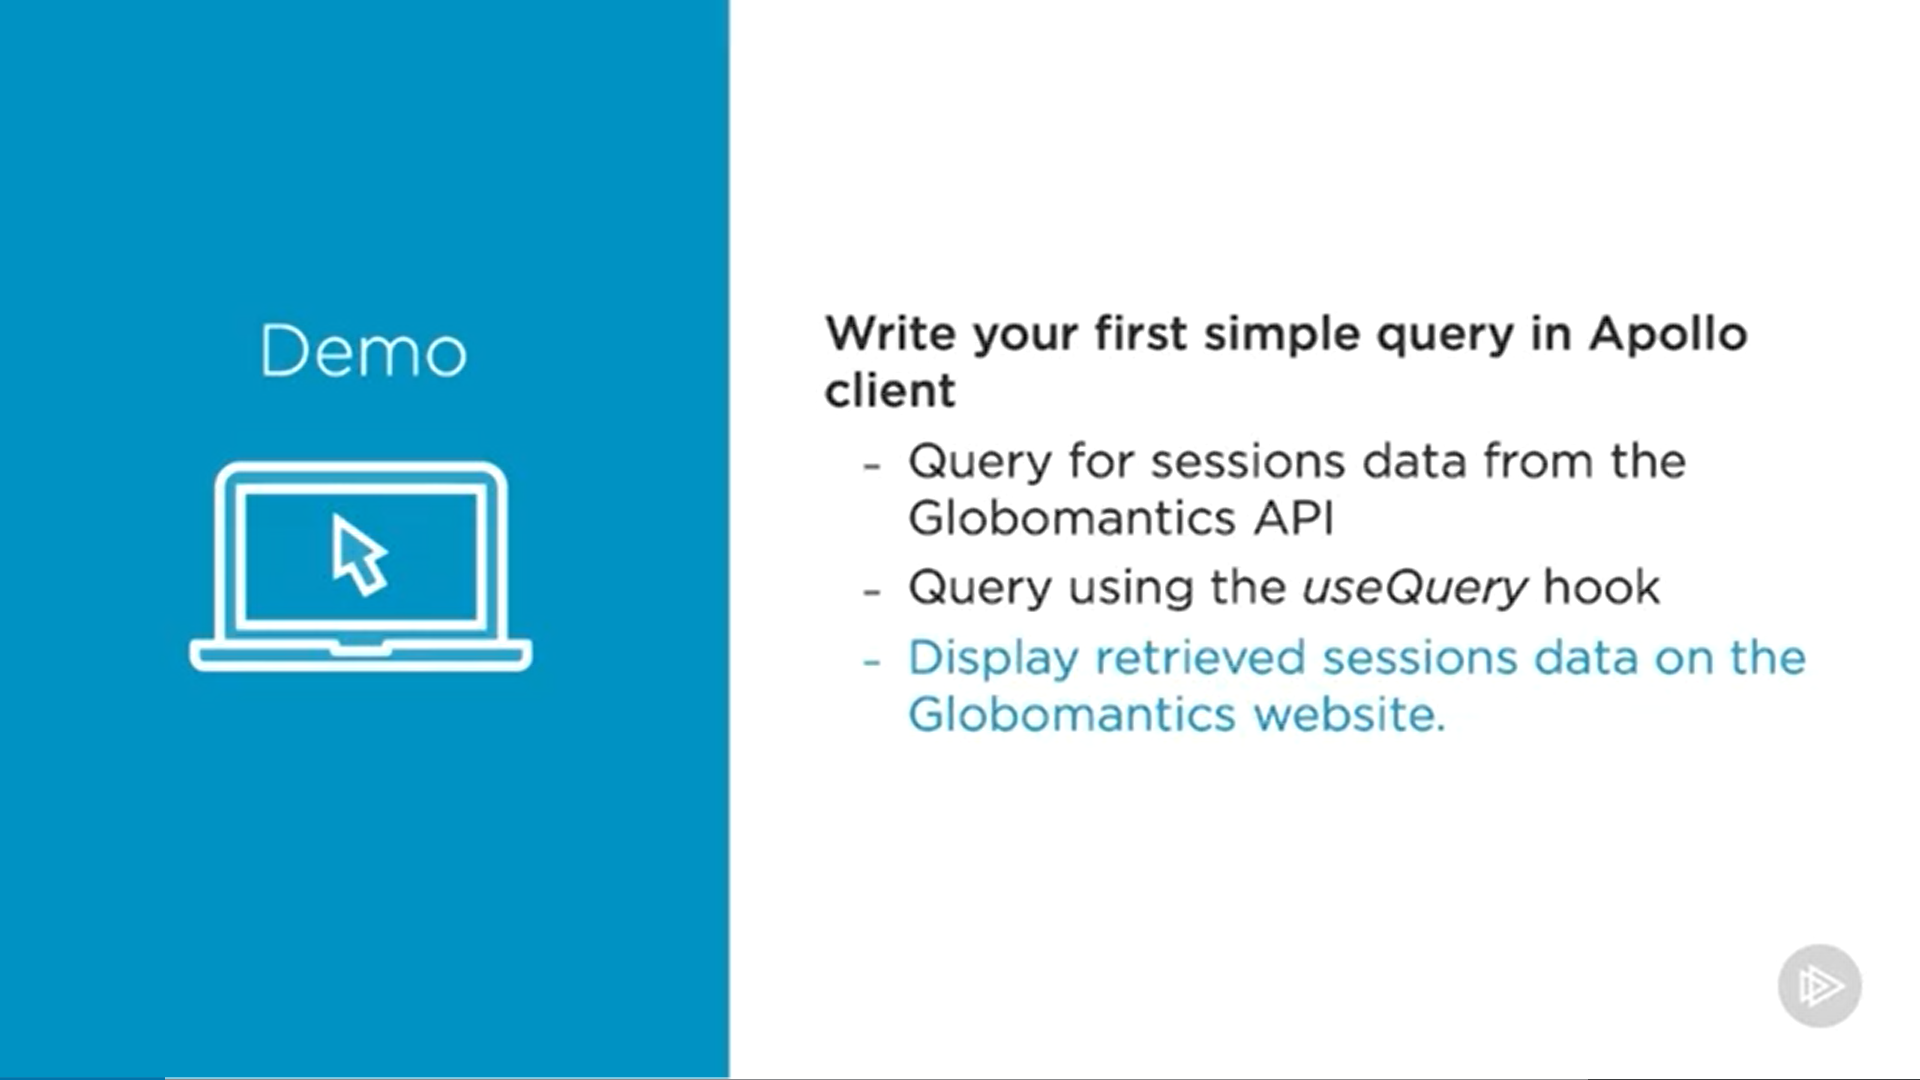 Demo
Write your first simple query in Apollo
client
- Query for sessions data from the
Globomantics API
- Query using the useQuery hook
- Display retrieved sessions data on the
Globomantics website.